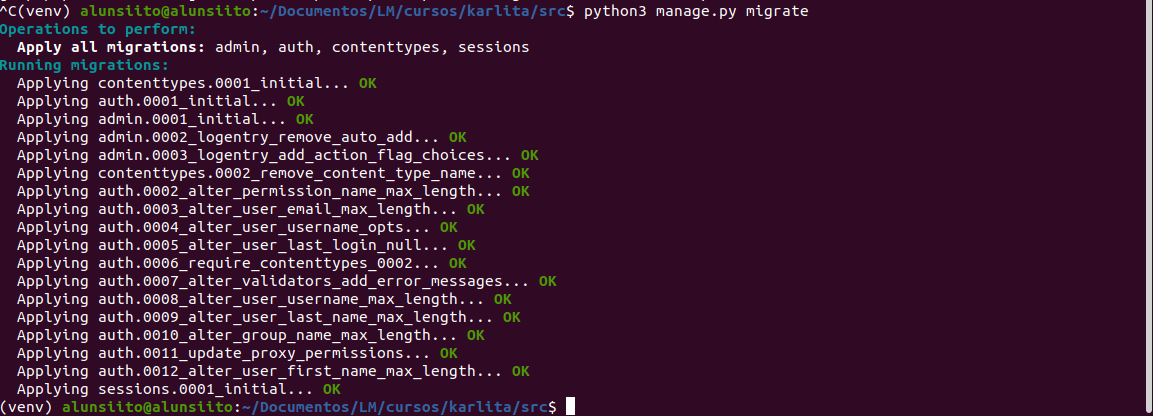 ^C(venv) alunsiito@alunsiito:~/Documentos/LM/cursos/karlita/src$ python3 manage.py migrate
Operations to perform:
  Apply all migrations: admin, auth, contenttypes, sessions
Running migrations:
  Applying contenttypes.0001_initial... OK
  Applying auth.0001_initial... OK
  Applying admin.0001_initial... OK
  Applying admin.0002_logentry_remove_auto_add... OK
  Applying admin.0003_logentry_add_action_flag_choices... OK
  Applying contenttypes.0002_remove_content_type_name... OK
  Applying auth.0002_alter_permission_name_max_length... OK
  Applying auth.0003_alter_user_email_max_length... OK
  Applying auth.0004_alter_user_username_opts... OK
  Applying auth.0005_alter_user_last_login_null... OK
  Applying auth.0006_require_contenttypes_0002... OK
  Applying auth.0007_alter_validators_add_error_messages... OK
  Applying auth.0008_alter_user_username_max_length... OK
  Applying auth.0009_alter_user_last_name_max_length... OK
  Applying auth.0010_alter_group_name_max_length... OK
  Applying auth.0011_update_proxy_permissions... OK
  Applying auth.0012_alter_user_first_name_max_length... OK
  Applying sessions.0001_initial... OK
(venv) alunsiito@alunsiito:~/Documentos/LM/cursos/karlita/src$